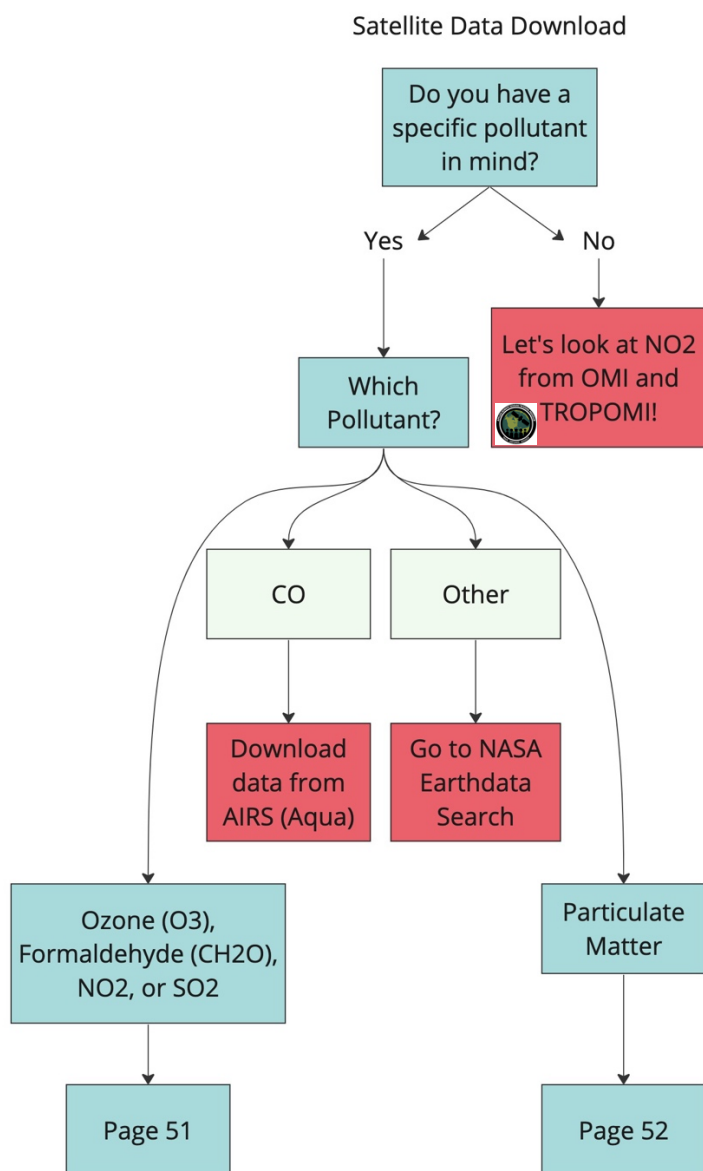 Satellite Data Download
Do you have a
specific pollutant
in mind?
Yes
No
Let's look at NO2
from OMI and
TROPOMI!
Which
Pollutant?
CO
Other
Download
data from
AIRS (Aqua)
Go to NASA
Earthdata
Search
Ozone (O3),
Formaldehyde (CH2O),
NO2, or SO2
Particulate
Matter
Page 51
Page 52